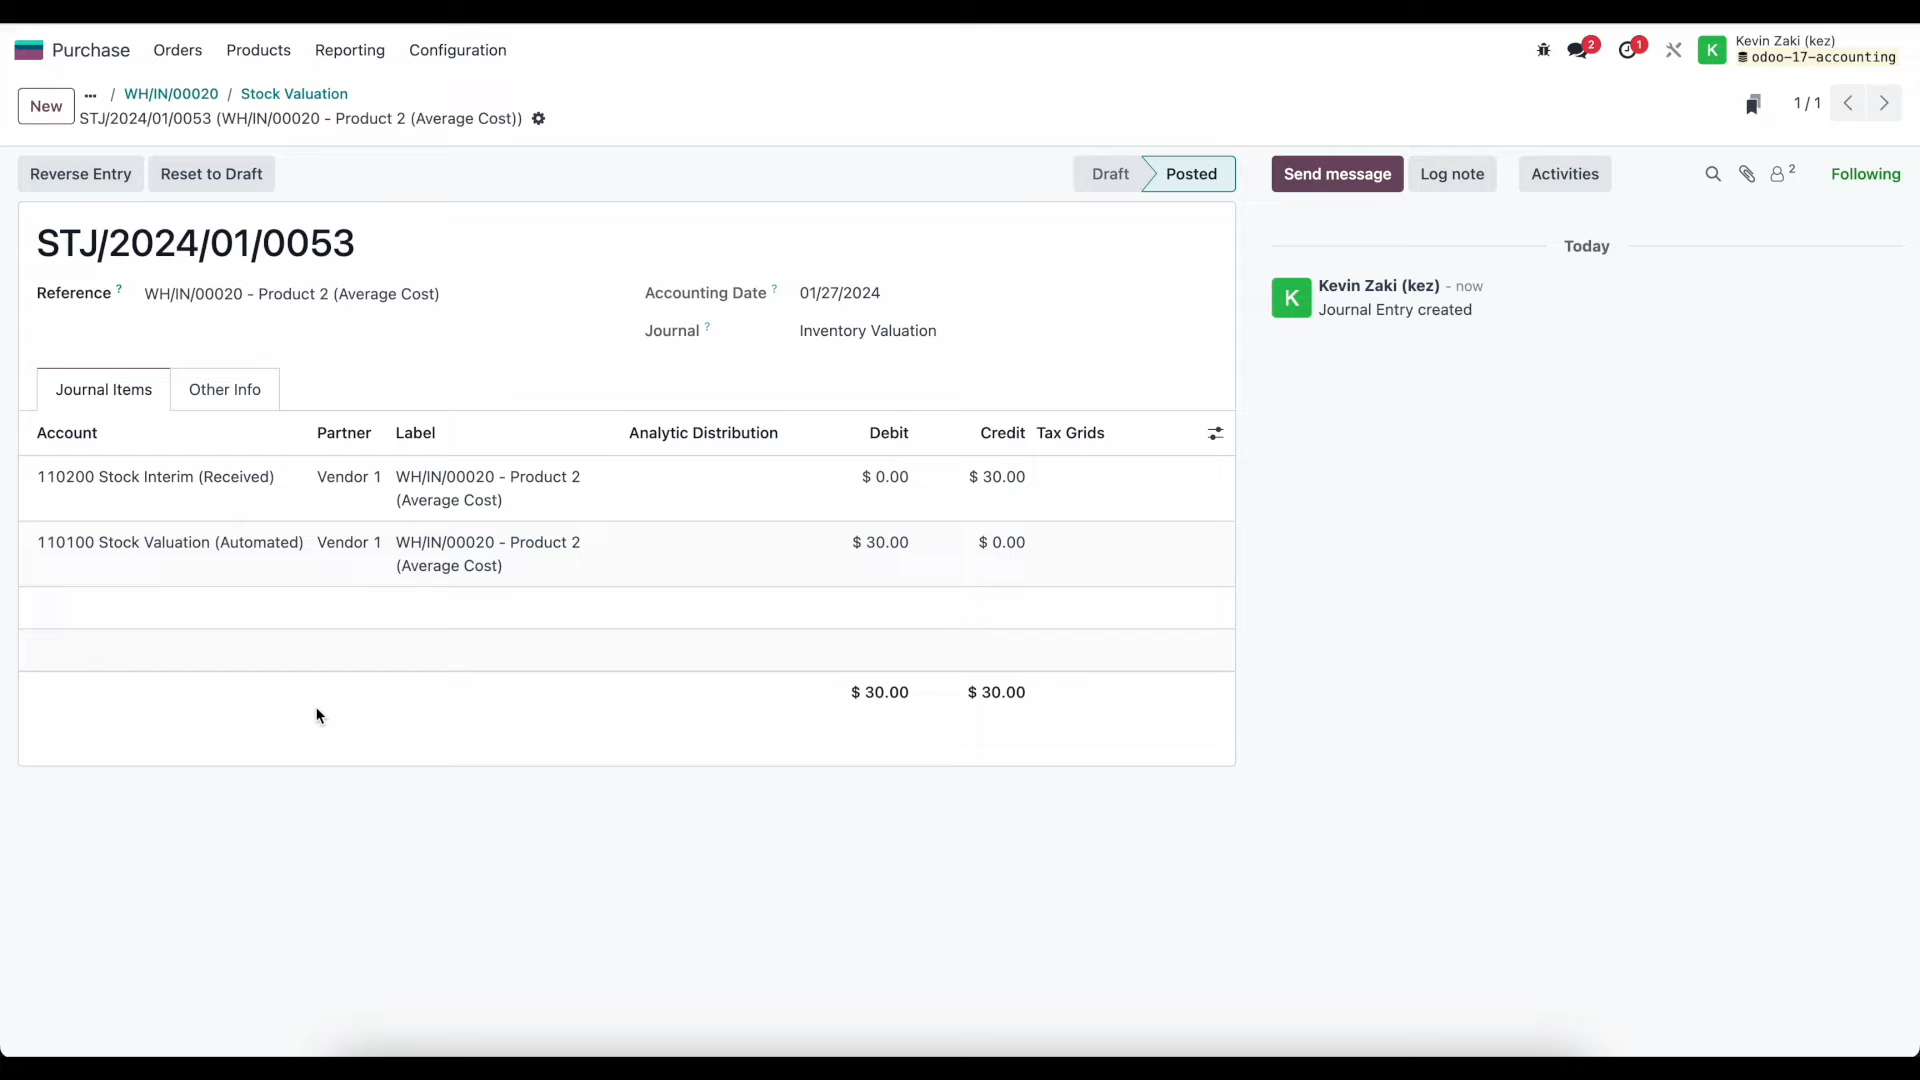 Purchase Orders Products Reporting Configuration 2 1 K Kevin Zaki (kez)
odoo-17-accounting
New ... / WH/IN/00020 / Stock Valuation
STJ/2024/01/0053 (WH/IN/00020 - Product 2 (Average Cost))
1 / 1
Reverse Entry Reset to Draft Draft Posted Send message Log note Activities 2 Following
STJ/2024/01/0053
Reference ? WH/IN/00020 - Product 2 (Average Cost) Accounting Date ? 01/27/2024
Journal ? Inventory Valuation
Today
K Kevin Zaki (kez) - now
Journal Entry created
Journal Items Other Info
Account Partner Label Analytic Distribution Debit Credit Tax Grids
110200 Stock Interim (Received) Vendor 1 WH/IN/00020 - Product 2 $ 0.00 $ 30.00
(Average Cost)
110100 Stock Valuation (Automated) Vendor 1 WH/IN/00020 - Product 2 $ 30.00 $ 0.00
(Average Cost)
$ 30.00 $ 30.00